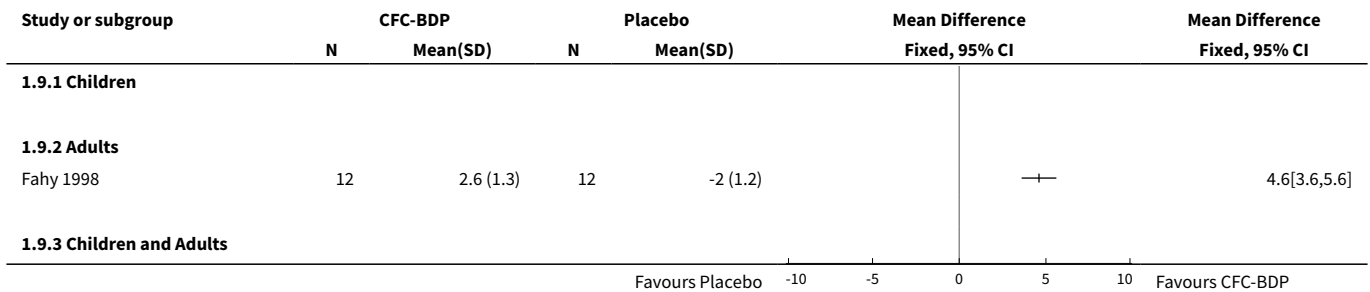 Study or subgroup CFC-BDP Placebo Mean Difference Mean Difference
N Mean(SD) N Mean(SD) Fixed, 95% CI Fixed, 95% CI
1.9.1 Children
1.9.2 Adults
Fahy 1998 12 2.6 (1.3) 12 -2 (1.2) 4.6[3.6,5.6]
1.9.3 Children and Adults
Favours Placebo -10 -5 0 5 10 Favours CFC-BDP